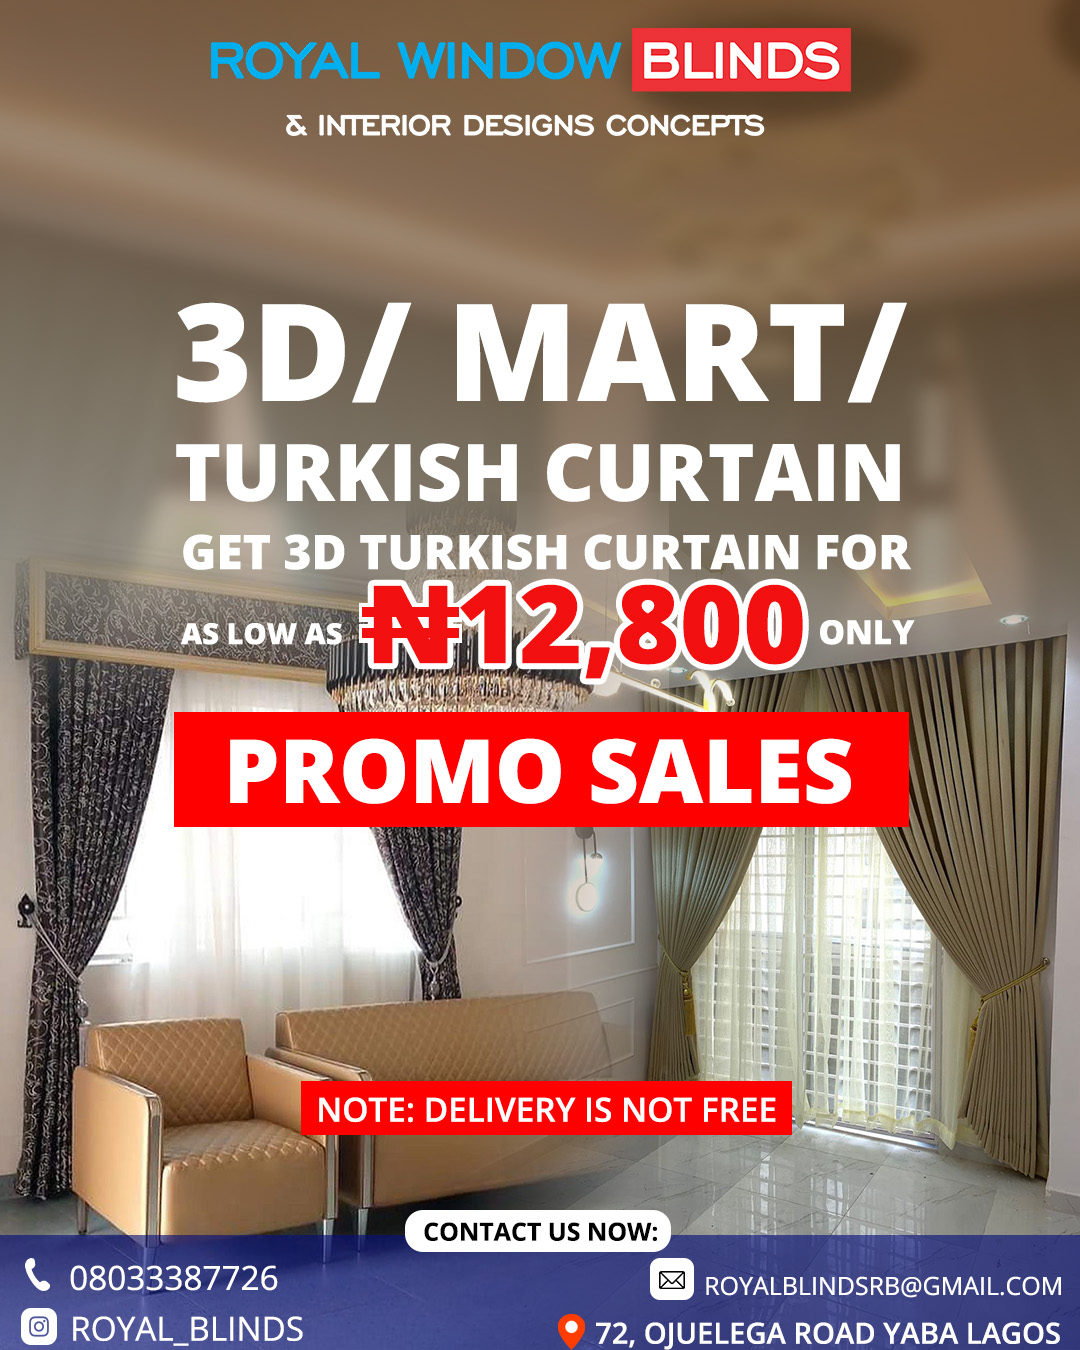 ROYAL WINDOW BLINDS
& INTERIOR DESIGNS CONCEPTS
3D/ MART/
TURKISH CURTAIN
GET 3D TURKISH CURTAIN FOR
AS LOW AS ₦12,800 ONLY
PROMO SALES
NOTE: DELIVERY IS NOT FREE
CONTACT US NOW:
08033387726
ROYALBLINDSRB@GMAIL.COM
ROYAL_BLINDS
72, OJUELEGA ROAD YABA LAGOS